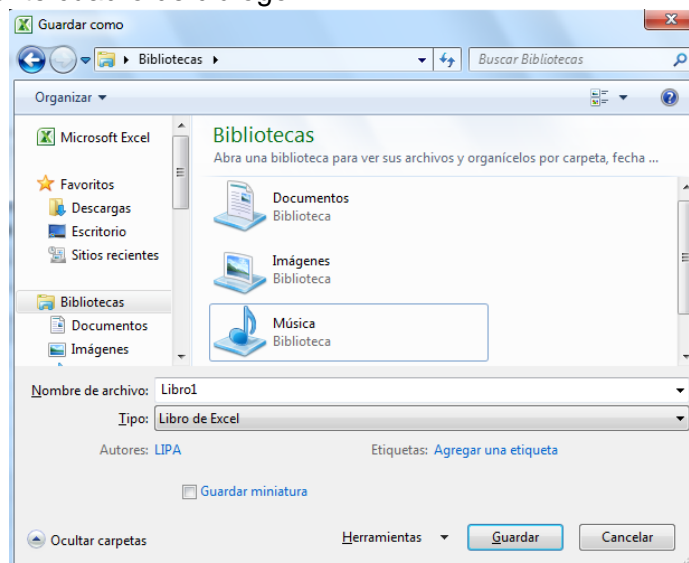 Guardar como
Bibliotecas
Buscar Bibliotecas
Organizar
Microsoft Excel
Favoritos
Descargas
Escritorio
Sitios recientes
Bibliotecas
Documentos
Imágenes
Bibliotecas
Abra una biblioteca para ver sus archivos y organícelos por carpeta, fecha ...
Documentos
Biblioteca
Imágenes
Biblioteca
Música
Biblioteca
Nombre de archivo: Libro1
Tipo: Libro de Excel
Autores: LIPA Etiquetas: Agregar una etiqueta
Guardar miniatura
Ocultar carpetas Herramientas Guardar Cancelar